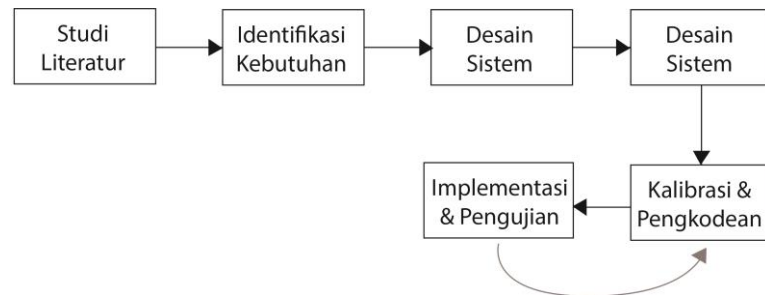 Studi
Literatur
Identifikasi
Kebutuhan
Desain
Sistem
Desain
Sistem
Implementasi
& Pengujian
Kalibrasi &
Pengkodean